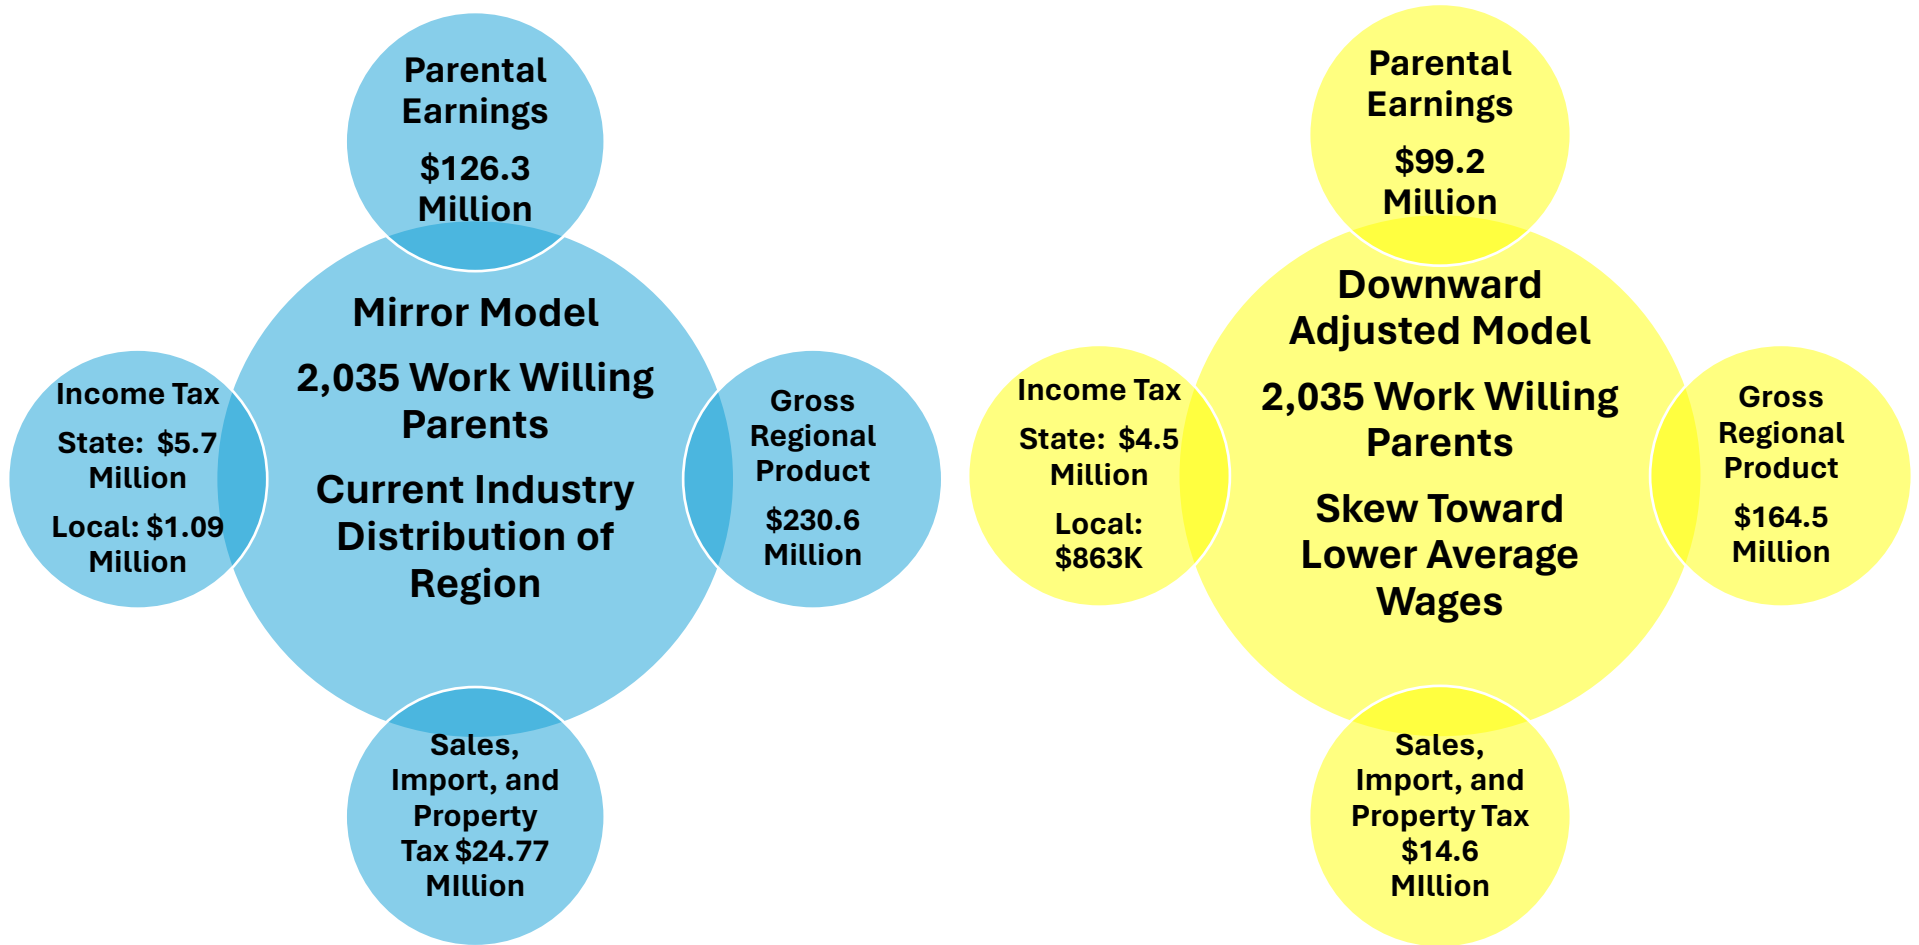 Parental
Earnings
$126.3
Million
Mirror Model
2,035 Work Willing
Parents
Current Industry
Distribution of
Region
Income Tax
State:  $5.7
Million
Local: $1.09
Million
Gross
Regional
Product
$230.6
Million
Sales,
Import, and
Property
Tax $24.77
MIllion
Parental
Earnings
$99.2
Million
Downward
Adjusted Model
2,035 Work Willing
Parents
Skew Toward
Lower Average
Wages
Income Tax
State:  $4.5
Million
Local:
$863K
Gross
Regional
Product
$164.5
Million
Sales,
Import, and
Property Tax
$14.6
MIllion